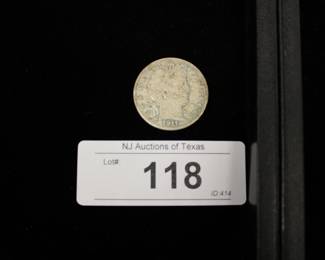 NJ Auctions of Texas
Lot#
118
ID:414